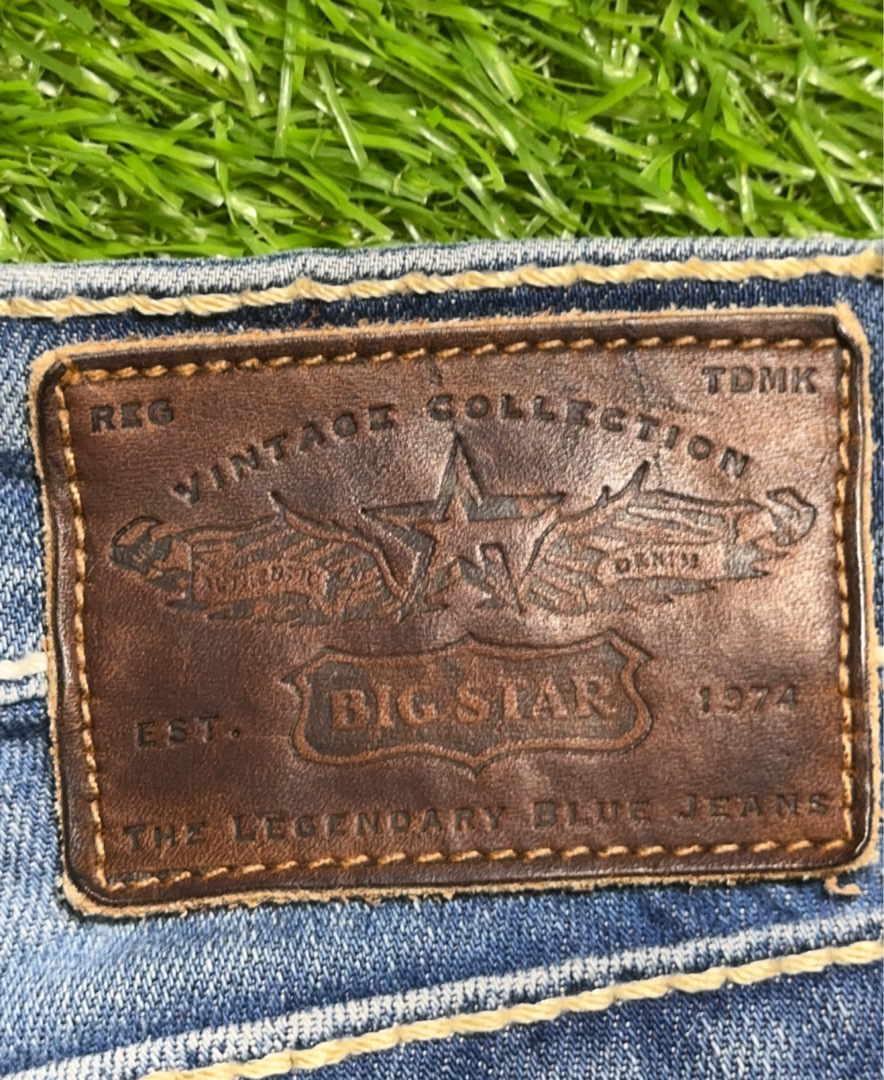 REG
TDMK
VINTAGE COLLECTION
DENIM
BIG STAR
EST.
1974
THE LEGENDARY BLUE JEANS